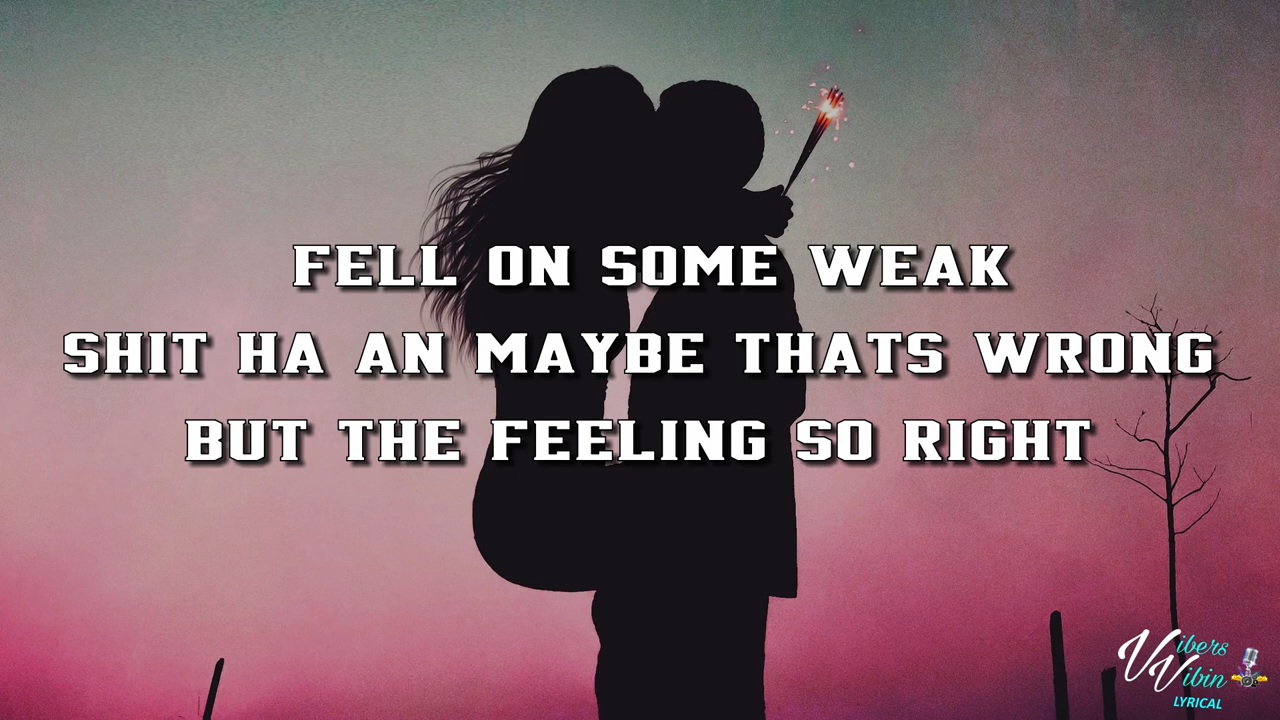 FELL ON SOME WEAK
SHIT HA AN MAYBE THATS WRONG
BUT THE FEELING SO RIGHT
Vibers
Vibin
LYRICAL